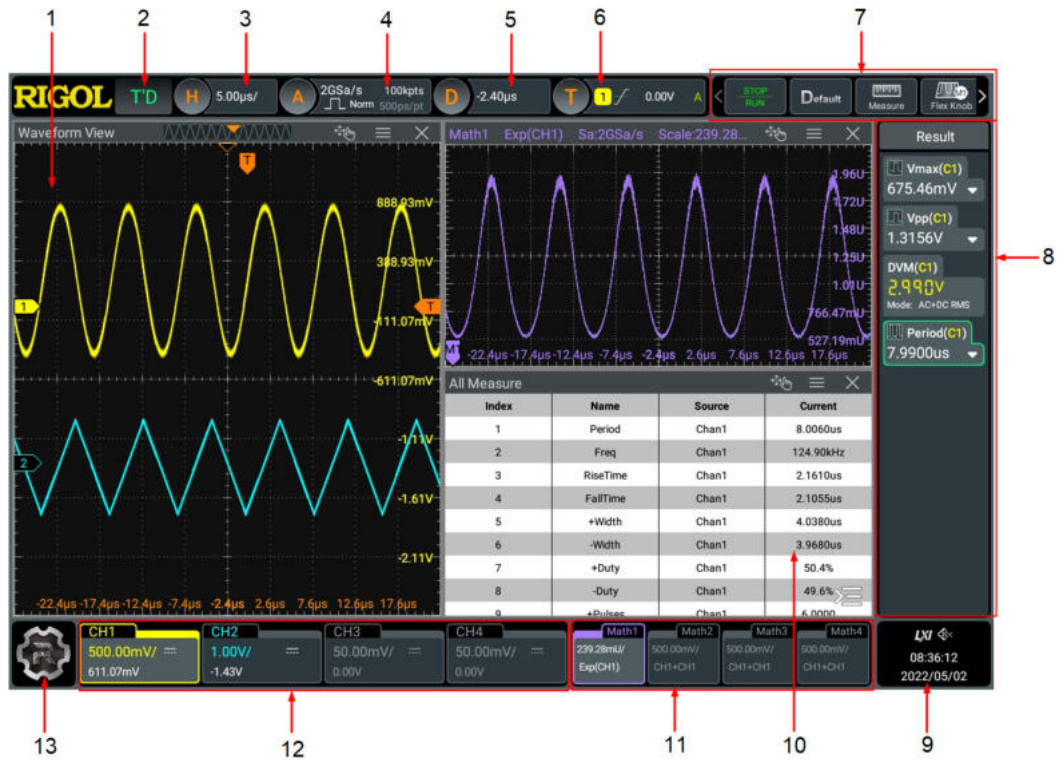 1 2 3 4 5 6 7
RIGOL T'D H 5.00μs/ A 2GSa/s 100kpts D -2.40μs T 1 0.00V A < STOP Default Measure Flex Knob >
Norm 500ps/pt RUN
Waveform View
Math1 Exp(CH1) Sa:2GSa/s Scale:239.28...
Result
T
888.93mV
388.93mV
1 T
-111.07mV
-611.07mV
-1.11V
2
-1.61V
-2.11V
-22.4μs -17.4μs -12.4μs -7.4μs -2.4μs 2.6μs 7.6μs 12.6μs 17.6μs
1.96U
1.72U
1.48U
1.25U
1.01U
766.47mU
527.19mU
M1
-22.4μs -17.4μs -12.4μs -7.4μs -2.4μs 2.6μs 7.6μs 12.6μs 17.6μs
Vmax(C1)
675.46mV
Vpp(C1)
1.3156V
DVM(C1)
2.990V
Mode: AC+DC RMS
Period(C1)
7.9900us
8
All Measure
Index Name Source Current
1 Period Chan1 8.0060us
2 Freq Chan1 124.90kHz
3 RiseTime Chan1 2.1610us
4 FallTime Chan1 2.1055us
5 +Width Chan1 4.0380us
6 -Width Chan1 3.9680us
7 +Duty Chan1 50.4%
8 -Duty Chan1 49.6%
9 +Pulses Chan1 6.0000
CH1 CH2 CH3 CH4 Math1 Math2 Math3 Math4
500.00mV/ 1.00V/ 50.00mV/ 50.00mV/ 239.28mU/ 500.00mV/ 500.00mV/ 500.00mV/
611.07mV -1.43V 0.00V 0.00V Exp(CH1) CH1+CH1 CH1+CH1 CH1+CH1
LXI
08:36:12
2022/05/02
13 12 11 10 9